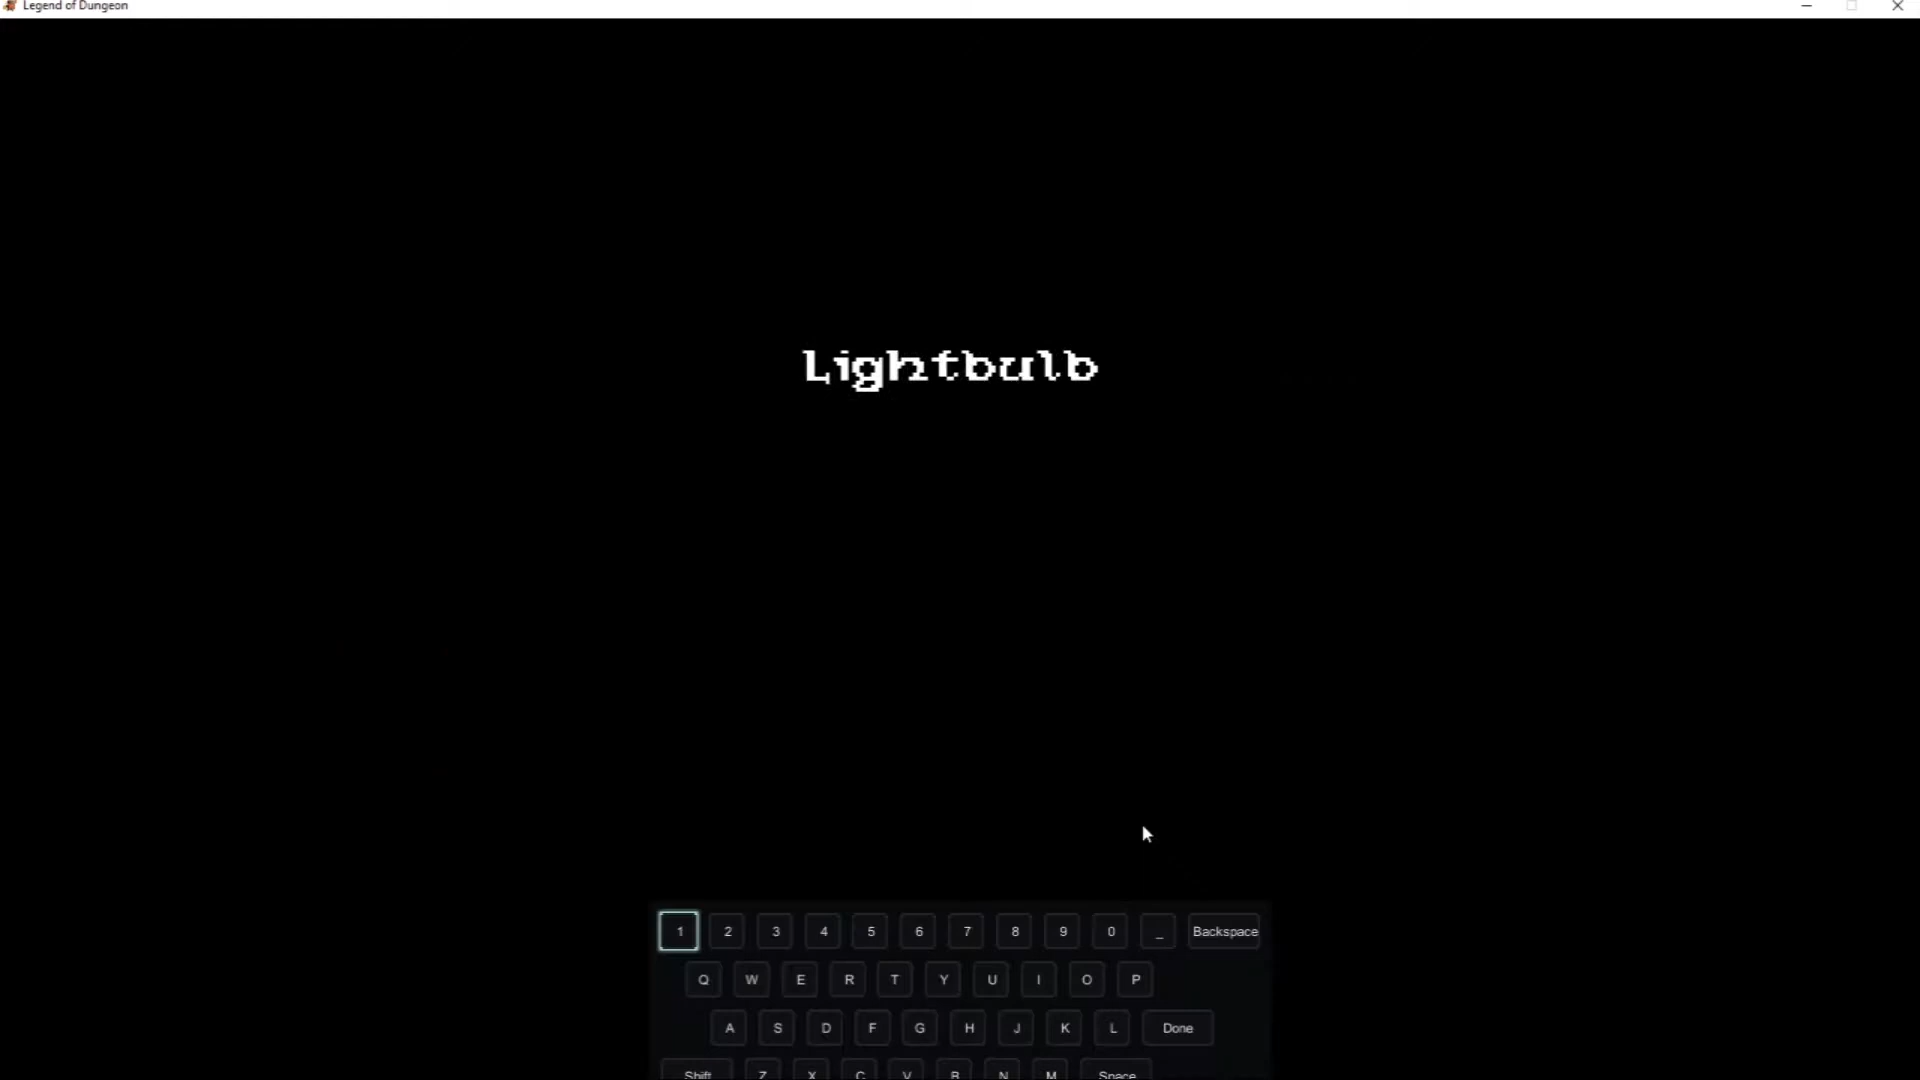 Legend of Dungeon
Lightbulb
1 2 3 4 5 6 7 8 9 0 _ Backspace
Q W E R T Y U I O P
A S D F G H J K L Done
Shift Z X C V B N M Space